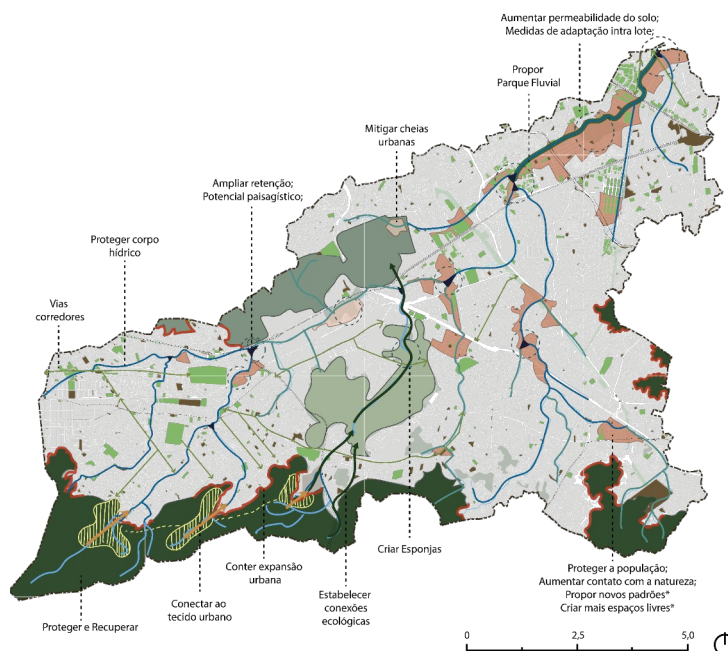 Aumentar permeabilidade do solo;
Medidas de adaptação intra lote;
Propor
Parque Fluvial
Mitigar cheias
urbanas
Ampliar retenção;
Potencial paisagístico;
Proteger corpo
hídrico
Vias
corredores
Criar Esponjas
Proteger a população;
Aumentar contato com a natureza;
Propor novos padrões*
Criar mais espaços livres*
Conter expansão
urbana
Estabelecer
conexões
ecológicas
Conectar ao
tecido urbano
Proteger e Recuperar
0 2,5 5,0